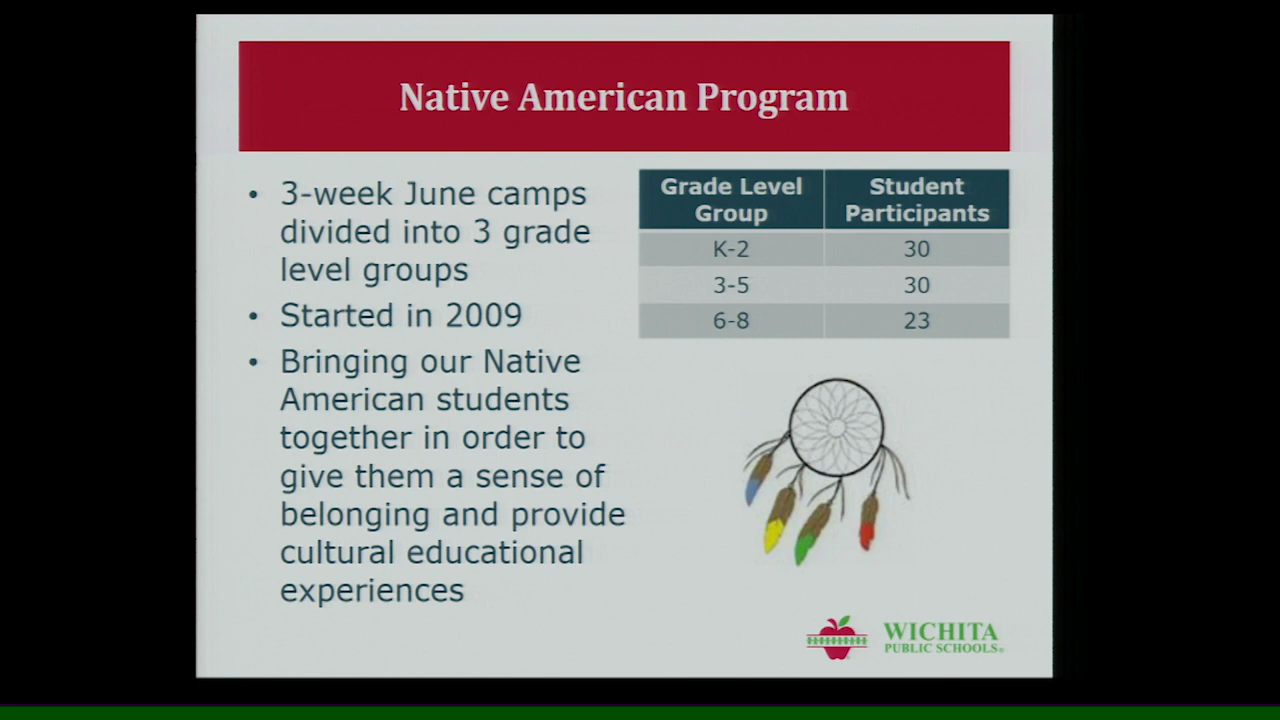 Native American Program
• 3-week June camps
divided into 3 grade
level groups
• Started in 2009
• Bringing our Native
American students
together in order to
give them a sense of
belonging and provide
cultural educational
experiences
Grade Level Group Student Participants
K-2 30
3-5 30
6-8 23
WICHITA
PUBLIC SCHOOLS®